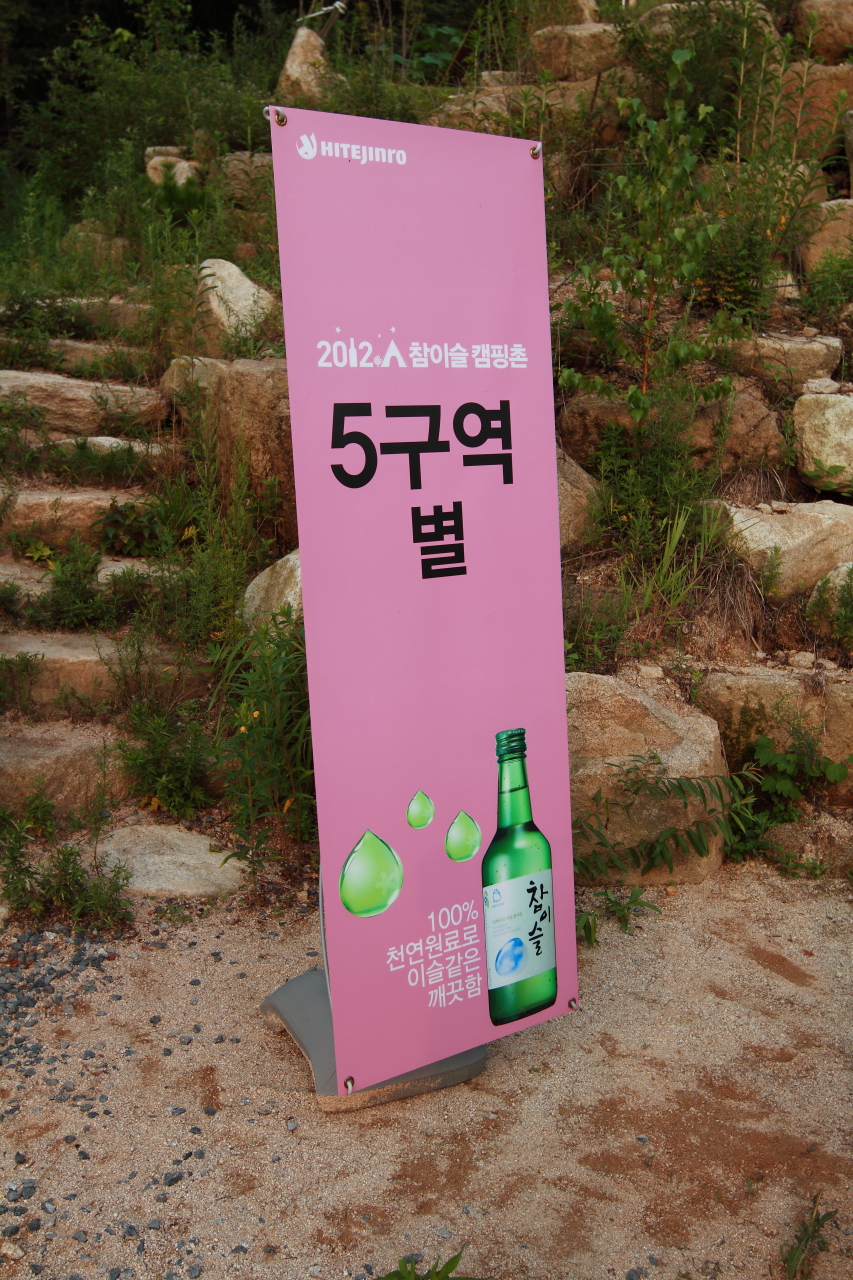 HITEJINRO
2012 참이슬 캠핑촌
5구역
별
100%
천연원료로
이슬같은
깨끗함
참이슬